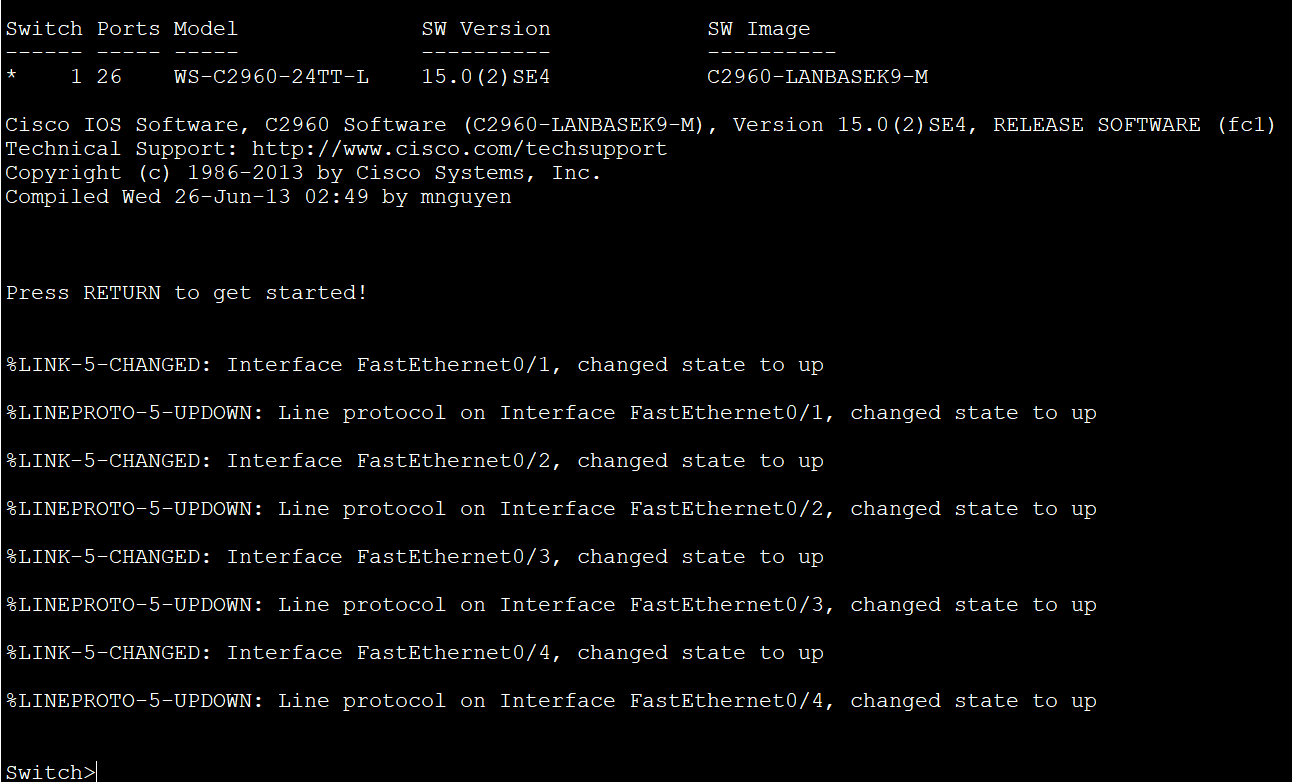 Switch Ports Model              SW Version            SW Image
------ ----- -----              ----------            ----------
*    1 26    WS-C2960-24TT-L    15.0(2)SE4            C2960-LANBASEK9-M
Cisco IOS Software, C2960 Software (C2960-LANBASEK9-M), Version 15.0(2)SE4, RELEASE SOFTWARE (fc1)
Technical Support: http://www.cisco.com/techsupport
Copyright (c) 1986-2013 by Cisco Systems, Inc.
Compiled Wed 26-Jun-13 02:49 by mnguyen
Press RETURN to get started!
%LINK-5-CHANGED: Interface FastEthernet0/1, changed state to up
%LINEPROTO-5-UPDOWN: Line protocol on Interface FastEthernet0/1, changed state to up
%LINK-5-CHANGED: Interface FastEthernet0/2, changed state to up
%LINEPROTO-5-UPDOWN: Line protocol on Interface FastEthernet0/2, changed state to up
%LINK-5-CHANGED: Interface FastEthernet0/3, changed state to up
%LINEPROTO-5-UPDOWN: Line protocol on Interface FastEthernet0/3, changed state to up
%LINK-5-CHANGED: Interface FastEthernet0/4, changed state to up
%LINEPROTO-5-UPDOWN: Line protocol on Interface FastEthernet0/4, changed state to up
Switch>